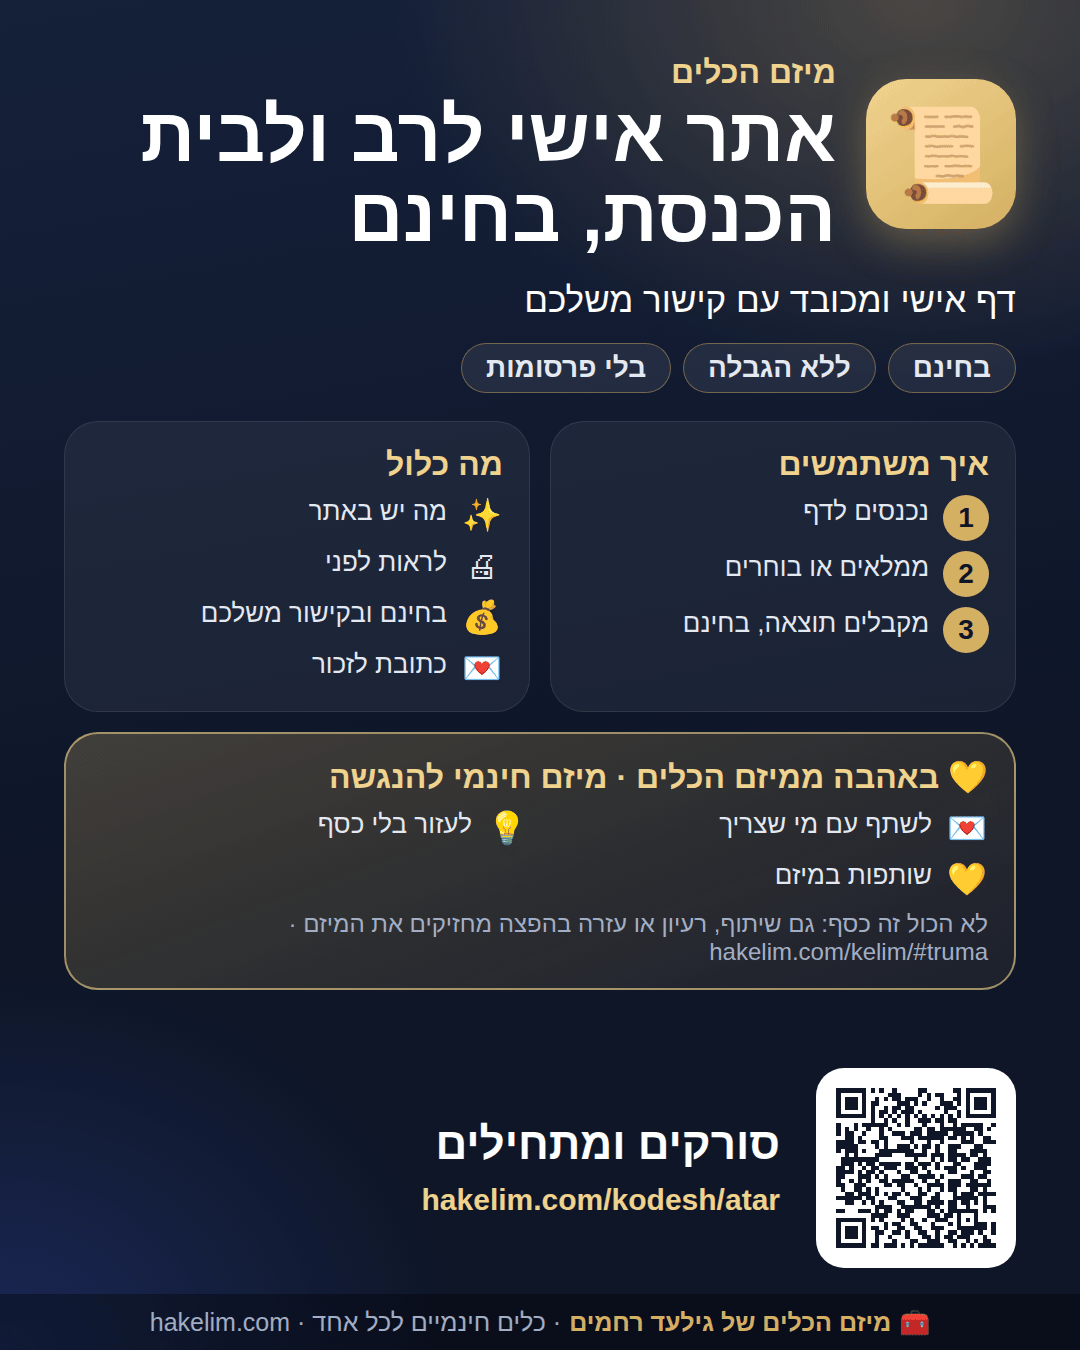 מיזם הכלים
אתר אישי לרב ולבית
הכנסת, בחינם
דף אישי ומכובד עם קישור משלכם
בחינם
ללא הגבלה
בלי פרסומות
איך משתמשים
1 נכנסים לדף
2 ממלאים או בוחרים
3 מקבלים תוצאה, בחינם
מה כלול
מה יש באתר
לראות לפני
בחינם ובקישור משלכם
כתובת לזכור
באהבה ממיזם הכלים · מיזם חינמי להנגשה
לשתף עם מי שצריך
לעזור בלי כסף
שותפות במיזם
לא הכול זה כסף: גם שיתוף, רעיון או עזרה בהפצה מחזיקים את המיזם ·
hakelim.com/kelim/#truma
סורקים ומתחילים
hakelim.com/kodesh/atar
מיזם הכלים של גילעד רחמים · כלים חינמיים לכל אחד · hakelim.com